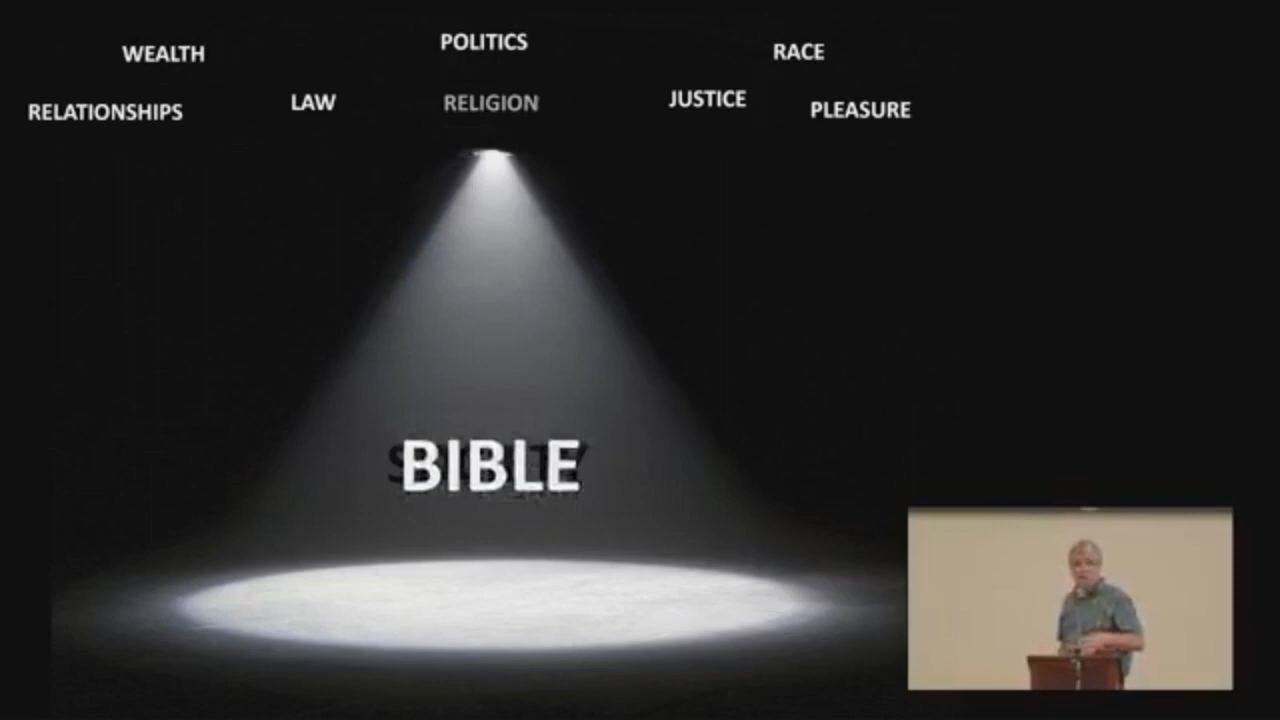 WEALTH
POLITICS
RACE
RELATIONSHIPS
LAW
RELIGION
JUSTICE
PLEASURE
BIBLE